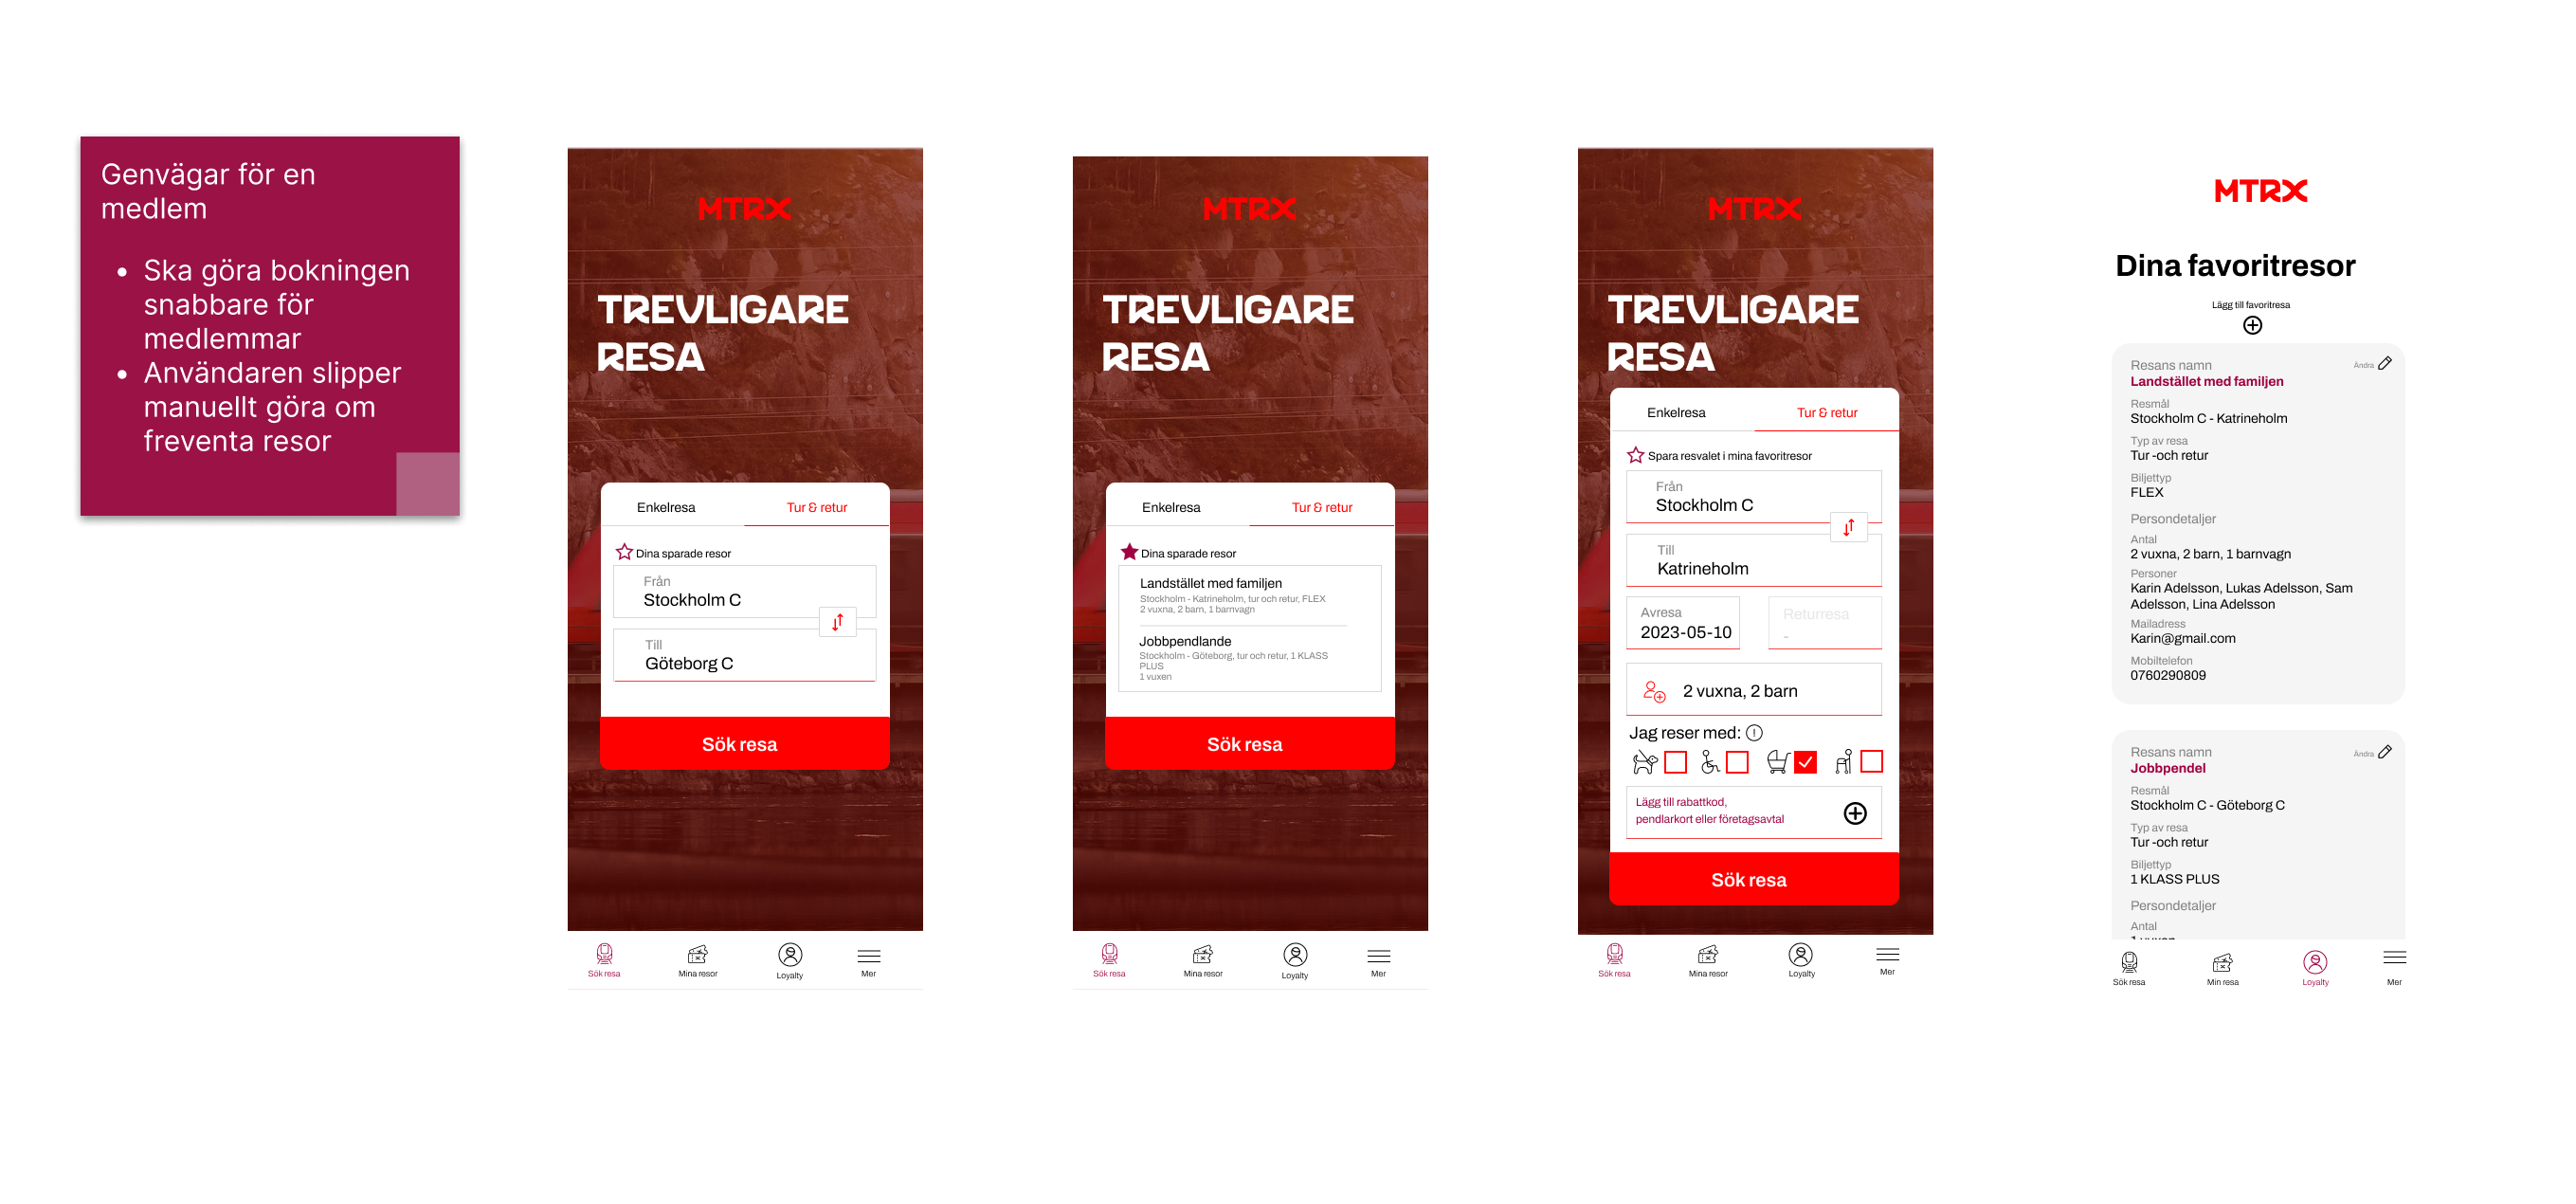 Genvägar för en
medlem
Ska göra bokningen
snabbare för
medlemmar
Användaren slipper
manuellt göra om
freventa resor
MTRX
TREVLIGARE
RESA
Enkelresa
Tur & retur
Dina sparade resor
Från
Stockholm C
Till
Göteborg C
Sök resa
Sök resa
Mina resor
Loyalty
Mer
MTRX
TREVLIGARE
RESA
Enkelresa
Tur & retur
Dina sparade resor
Landstället med familjen
Stockholm - Katrineholm, tur och retur, FLEX
2 vuxna, 2 barn, 1 barnvagn
Jobbpendlande
Stockholm - Göteborg, tur och retur, 1 KLASS
PLUS
1 vuxen
Sök resa
Sök resa
Mina resor
Loyalty
Mer
MTRX
TREVLIGARE
RESA
Enkelresa
Tur & retur
Spara resvalet i mina favoritresor
Från
Stockholm C
Till
Katrineholm
Avresa
2023-05-10
Returresa
-
2 vuxna, 2 barn
Jag reser med:
Lägg till rabattkod,
pendlarkort eller företagsavtal
Sök resa
Sök resa
Mina resor
Loyalty
Mer
MTRX
Dina favoritresor
Lägg till favoritresa
Resans namn
Ändra
Landstället med familjen
Resmål
Stockholm C - Katrineholm
Typ av resa
Tur -och retur
Biljettyp
FLEX
Persondetaljer
Antal
2 vuxna, 2 barn, 1 barnvagn
Personer
Karin Adelsson, Lukas Adelsson, Sam
Adelsson, Lina Adelsson
Mailadress
Karin@gmail.com
Mobiltelefon
0760290809
Resans namn
Ändra
Jobbpendel
Resmål
Stockholm C - Göteborg C
Typ av resa
Tur -och retur
Biljettyp
1 KLASS PLUS
Persondetaljer
Antal
Sök resa
Min resa
Loyalty
Mer